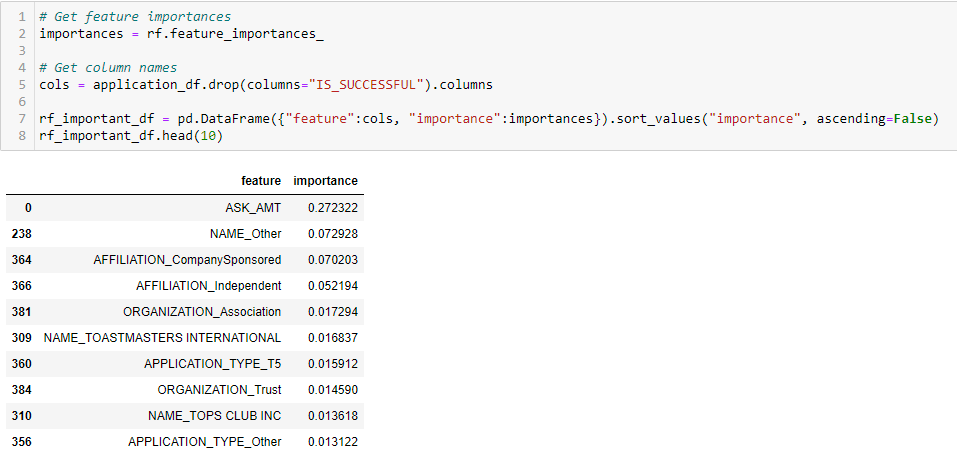 1 # Get feature importances
2 importances = rf.feature_importances_
3
4 # Get column names
5 cols = application_df.drop(columns="IS_SUCCESSFUL").columns
6
7 rf_important_df = pd.DataFrame({"feature":cols, "importance":importances}).sort_values("importance", ascending=False)
8 rf_important_df.head(10)
feature importance
0 ASK_AMT 0.272322
238 NAME_Other 0.072928
364 AFFILIATION_CompanySponsored 0.070203
366 AFFILIATION_Independent 0.052194
381 ORGANIZATION_Association 0.017294
309 NAME_TOASTMASTERS INTERNATIONAL 0.016837
360 APPLICATION_TYPE_T5 0.015912
384 ORGANIZATION_Trust 0.014590
310 NAME_TOPS CLUB INC 0.013618
356 APPLICATION_TYPE_Other 0.013122